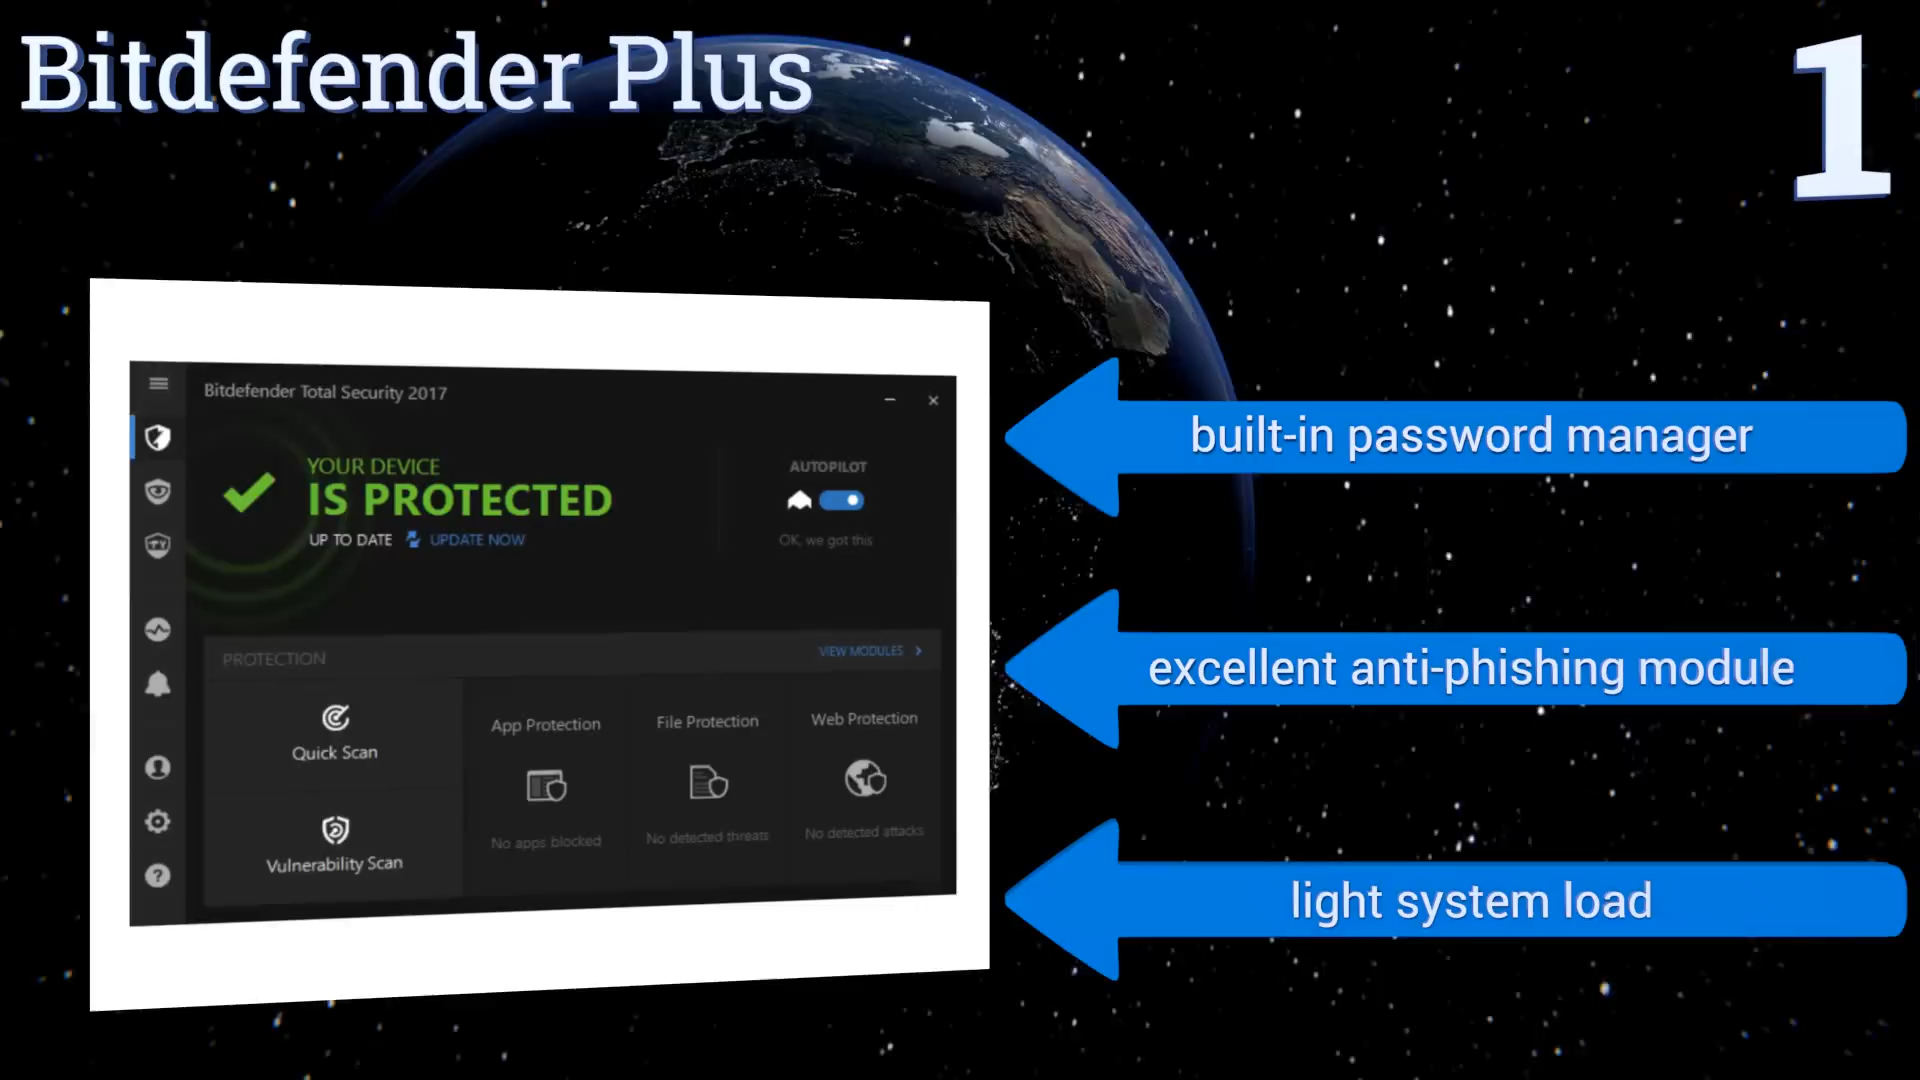 Bitdefender Plus
1
Bitdefender Total Security 2017
YOUR DEVICE
IS PROTECTED
UP TO DATE UPDATE NOW
AUTOPILOT
OK, we got this
PROTECTION
VIEW MODULES >
Quick Scan
Vulnerability Scan
App Protection
No apps blocked
File Protection
No detected threats
Web Protection
No detected attacks
built-in password manager
excellent anti-phishing module
light system load